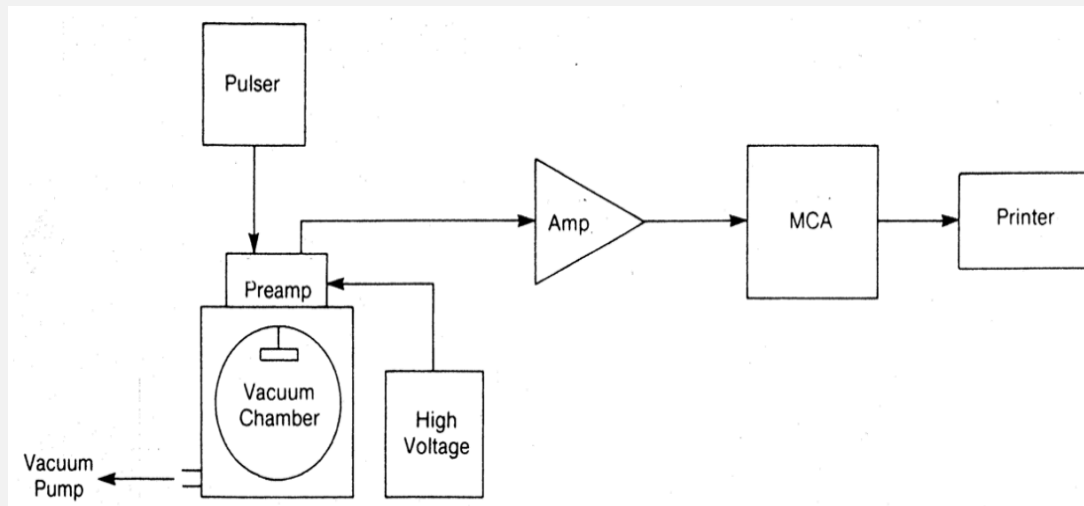 Pulser
Amp
MCA
Printer
Preamp
Vacuum
Chamber
High
Voltage
Vacuum
Pump